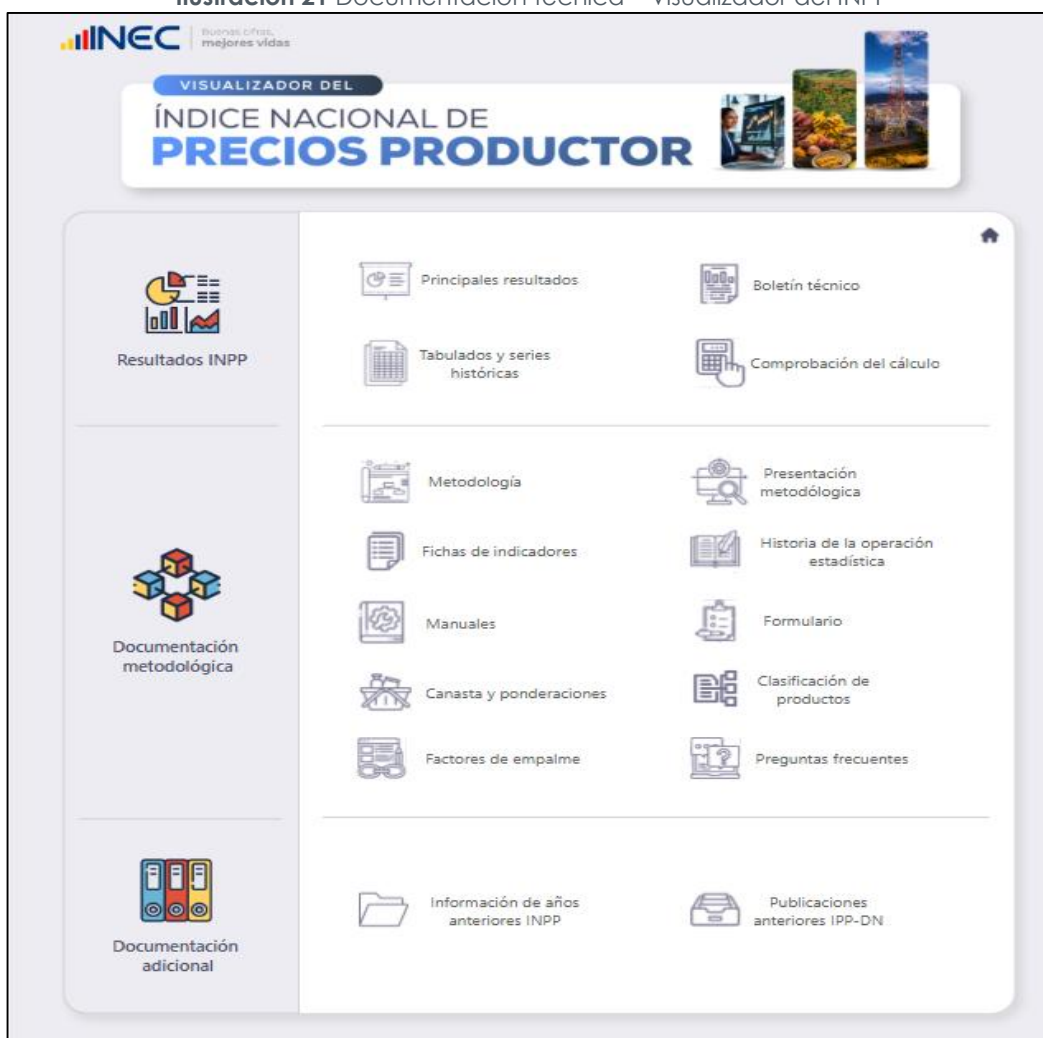 Ilustración 21 Documentación técnica – Visualizador del INPP
INEC
Buenas cifras,
mejores vidas
VISUALIZADOR DEL
ÍNDICE NACIONAL DE
PRECIOS PRODUCTOR
Resultados INPP
Principales resultados
Boletín técnico
Tabulados y series
históricas
Comprobación del cálculo
Documentación
metodológica
Metodología
Presentación
metodólogica
Fichas de indicadores
Historia de la operación
estadística
Manuales
Formulario
Canasta y ponderaciones
Clasificación de
productos
Factores de empalme
Preguntas frecuentes
Documentación
adicional
Información de años
anteriores INPP
Publicaciones
anteriores IPP-DN